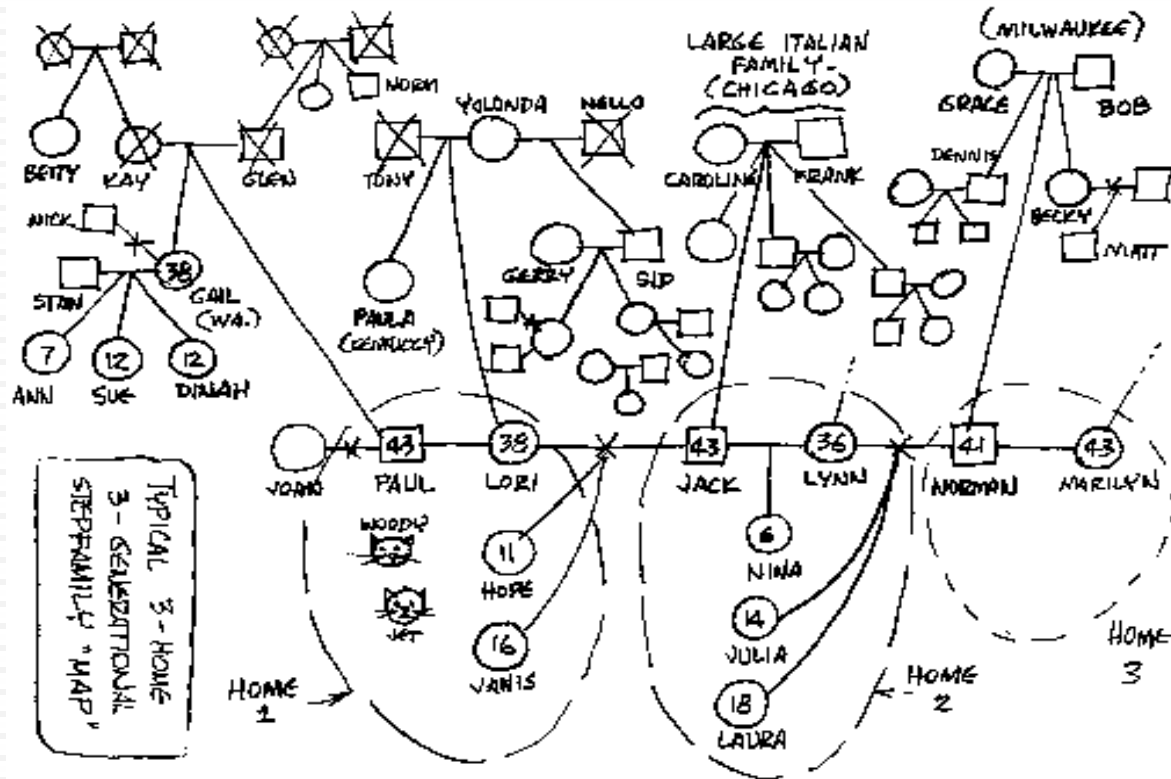 (MILWAUKEE)
LARGE ITALIAN
FAMILY-
(CHICAGO)
NORM
YOLONDA
NELLO
GRACE
BOB
BETTY
KAY
GLEN
TONY
CAROLINE
FRANK
DENNIS
BECKY
MATT
NICK
STAN
38
GAIL
(WA.)
GERRY
SID
PAULA
(KENTUCKY)
7
12
12
ANN
SUE
DINAH
43
38
43
36
41
43
JOAN
PAUL
LORI
JACK
LYNN
NORMAN
MARILYN
WOODY
11
HOPE
6
NINA
JET
16
JANIS
14
JULIA
18
LAURA
HOME
1
HOME
2
HOME
3
TYPICAL 3-HOME
3-GENERATIONAL
STEPFAMILY "MAP"